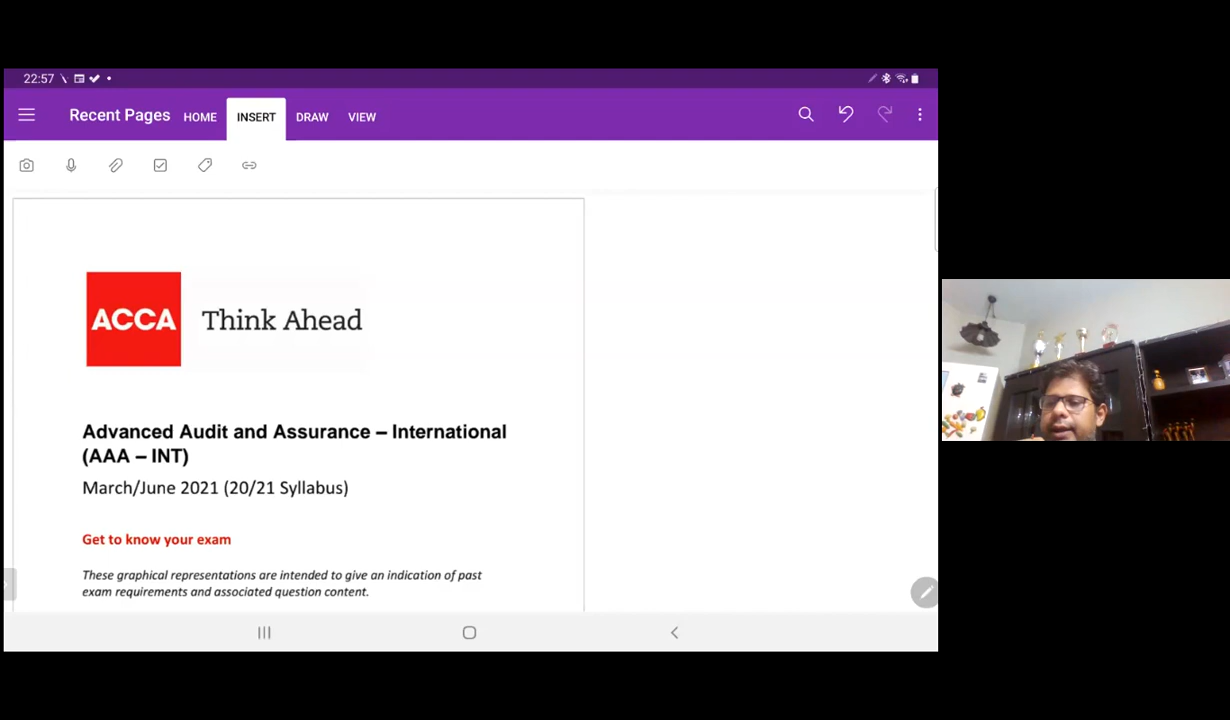 22:57
Recent Pages HOME INSERT DRAW VIEW
ACCA Think Ahead
Advanced Audit and Assurance – International
(AAA – INT)
March/June 2021 (20/21 Syllabus)
Get to know your exam
These graphical representations are intended to give an indication of past
exam requirements and associated question content.